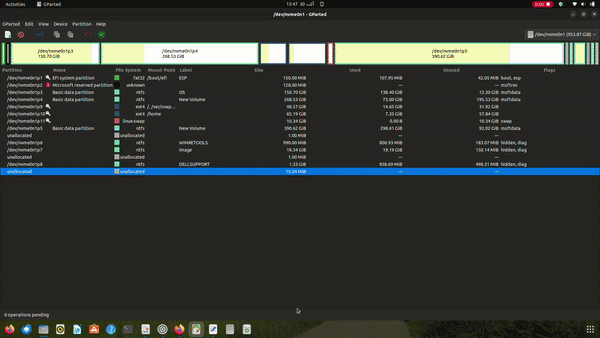 Activities GParted 13:47 30 0:00
/dev/nvme0n1 - GParted
GParted Edit View Device Partition Help
/dev/nvme0n1 (953.87 GiB)
/dev/nvme0n1p3
150.70 GiB
/dev/nvme0n1p4
268.53 GiB
/dev/nvme0n1p5
390.62 GiB
Partition Name File System Mount Point Label Size Used Unused Flags
/dev/nvme0n1p1 EFI system partition fat32 /boot/efi ESP 150.00 MiB 107.95 MiB 42.05 MiB boot, esp
/dev/nvme0n1p2 Microsoft reserved partition unknown 128.00 MiB — — msftres
/dev/nvme0n1p3 Basic data partition ntfs OS 150.70 GiB 138.40 GiB 12.30 GiB msftdata
/dev/nvme0n1p4 Basic data partition ntfs New Volume 268.53 GiB 73.00 GiB 195.53 GiB msftdata
/dev/nvme0n1p9 ext4 /, /var/snap... 46.57 GiB 14.65 GiB 31.92 GiB
/dev/nvme0n1p10 ext4 /home 65.19 GiB 7.35 GiB 57.84 GiB
/dev/nvme0n1p11 linux-swap 10.34 GiB 0.00 B 10.34 GiB swap
/dev/nvme0n1p5 Basic data partition ntfs New Volume 390.62 GiB 298.61 GiB 92.02 GiB msftdata
unallocated unallocated 1.00 MiB — —
/dev/nvme0n1p6 ntfs WINRETOOLS 990.00 MiB 806.93 MiB 183.07 MiB hidden, diag
/dev/nvme0n1p7 ntfs Image 19.34 GiB 19.19 GiB 150.14 MiB hidden, diag
unallocated unallocated 1.00 MiB — —
/dev/nvme0n1p8 ntfs DELLSUPPORT 1.33 GiB 858.69 MiB 498.31 MiB hidden, diag
unallocated unallocated 15.34 MiB — —
0 operations pending